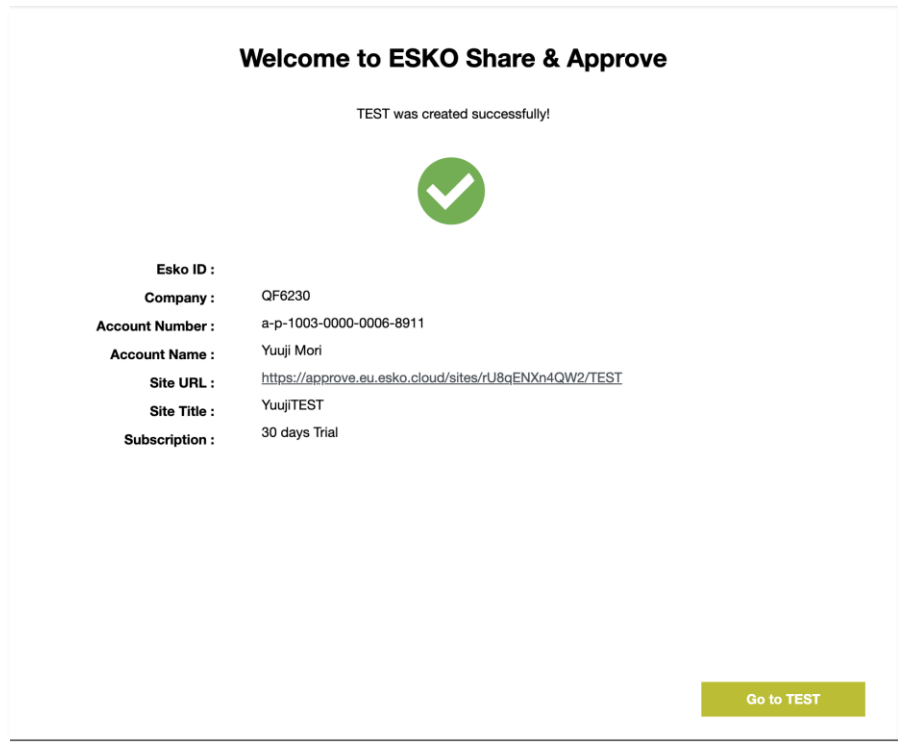 Welcome to ESKO Share & Approve
TEST was created successfully!
Esko ID :
Company : QF6230
Account Number : a-p-1003-0000-0006-8911
Account Name : Yuuji Mori
Site URL : https://approve.eu.esko.cloud/sites/rU8qENXn4QW2/TEST
Site Title : YuujiTEST
Subscription : 30 days Trial
Go to TEST